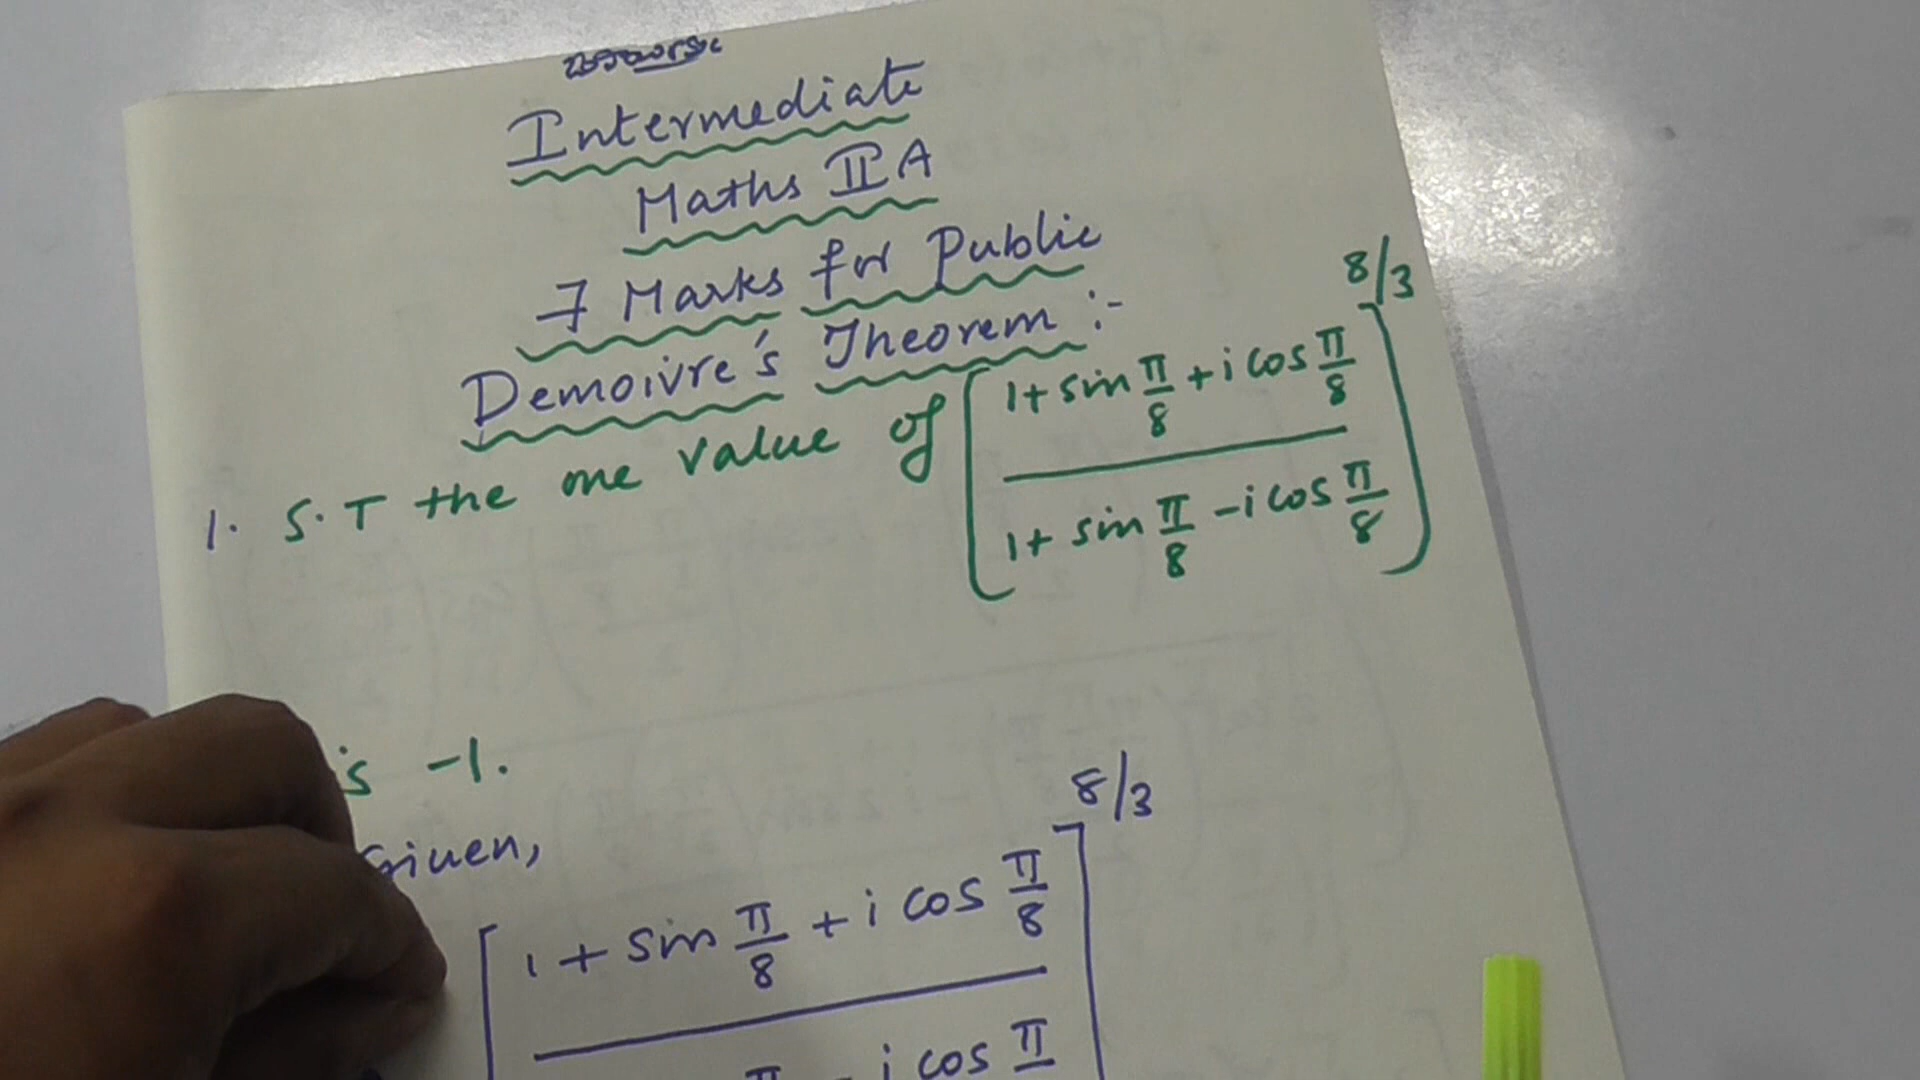 Intermediate
Maths II A
7 Marks for Public
Demoivre's Theorem :-
1. S.T the one value of [ (1 + sin π/8 + i cos π/8) / (1 + sin π/8 - i cos π/8) ]^8/3
is -1.
Given,
[ 1 + sin π/8 + i cos π/8 ]^8/3
π - i cos π